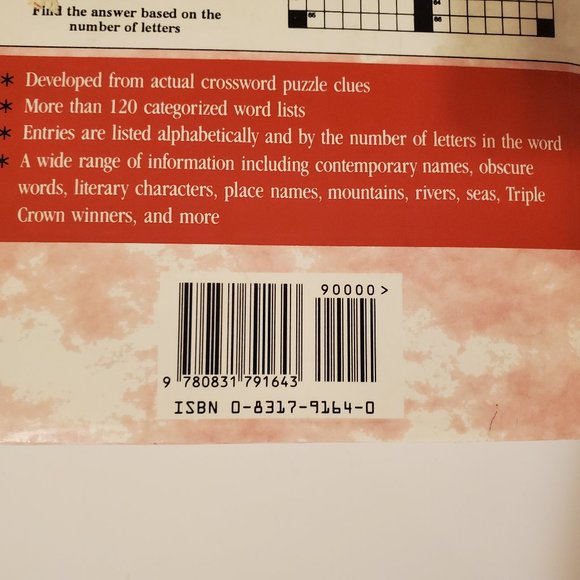 Find the answer based on the
number of letters
64
66
* Developed from actual crossword puzzle clues
* More than 120 categorized word lists
* Entries are listed alphabetically and by the number of letters in the word
* A wide range of information including contemporary names, obscure
words, literary characters, place names, mountains, rivers, seas, Triple
Crown winners, and more
90000>
9 780831 791643
ISBN 0-8317-9164-0